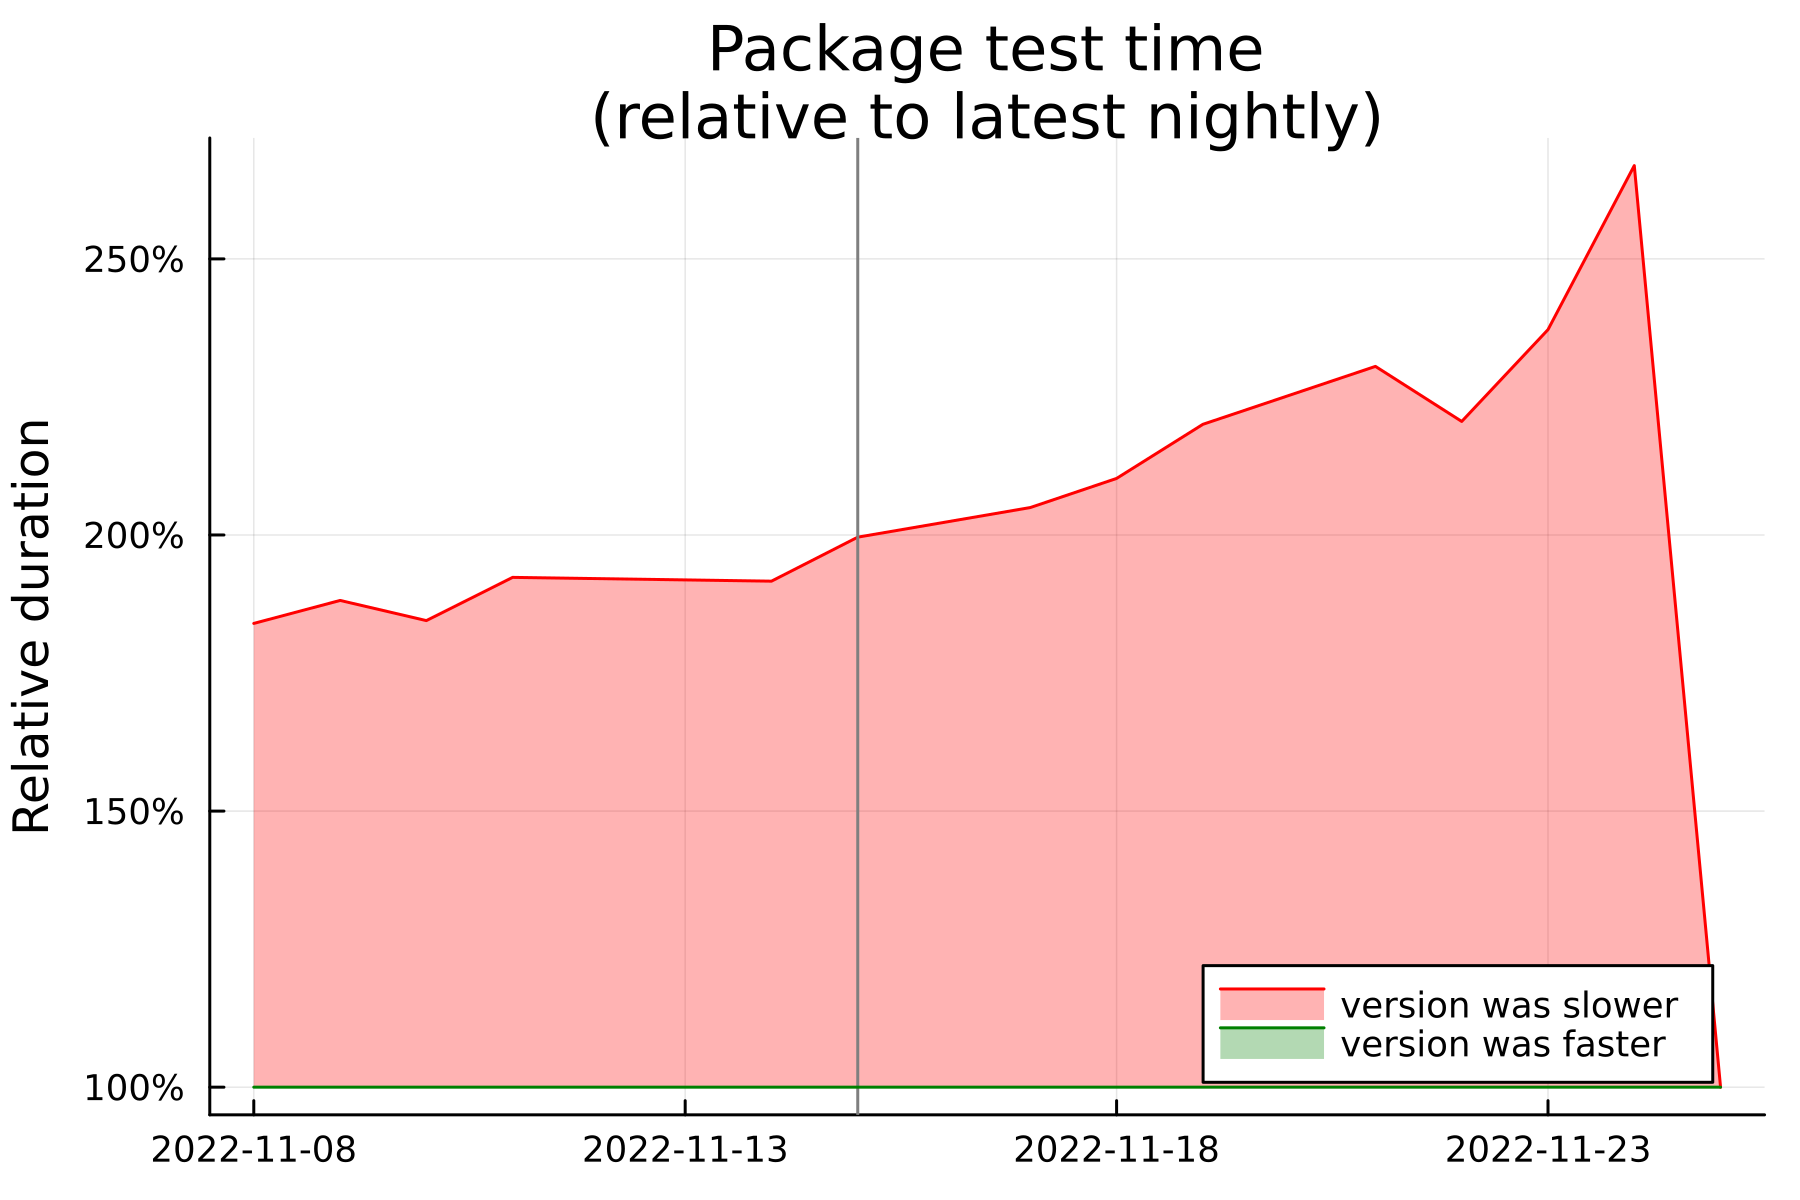 Package test time
(relative to latest nightly)
Relative duration
250%
200%
150%
100%
version was slower
version was faster
2022-11-08
2022-11-13
2022-11-18
2022-11-23